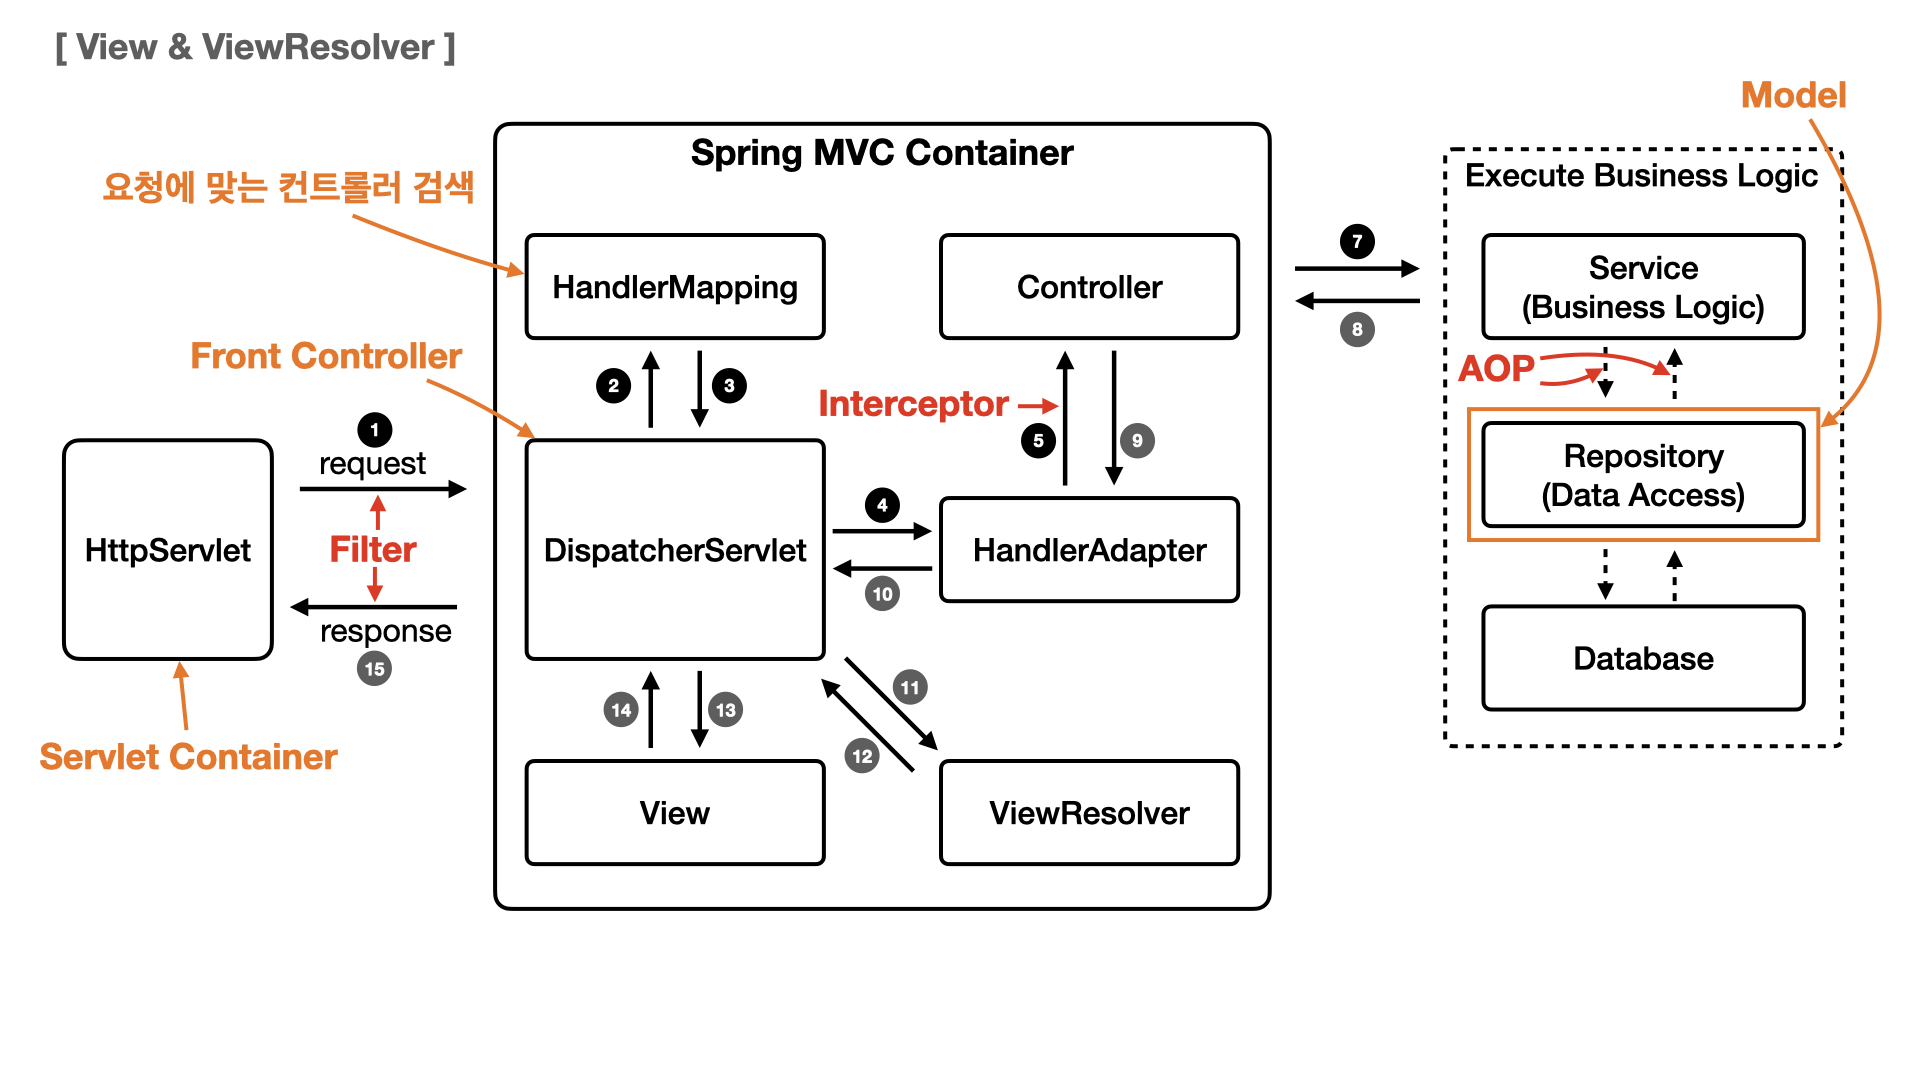 [ View & ViewResolver ]
Model
Spring MVC Container
Execute Business Logic
요청에 맞는 컨트롤러 검색
HandlerMapping
Controller
7
8
Service
(Business Logic)
Front Controller
2
3
AOP
Interceptor
5
9
1
request
Filter
response
15
HttpServlet
DispatcherServlet
4
10
HandlerAdapter
Repository
(Data Access)
Database
Servlet Container
14
13
11
12
View
ViewResolver